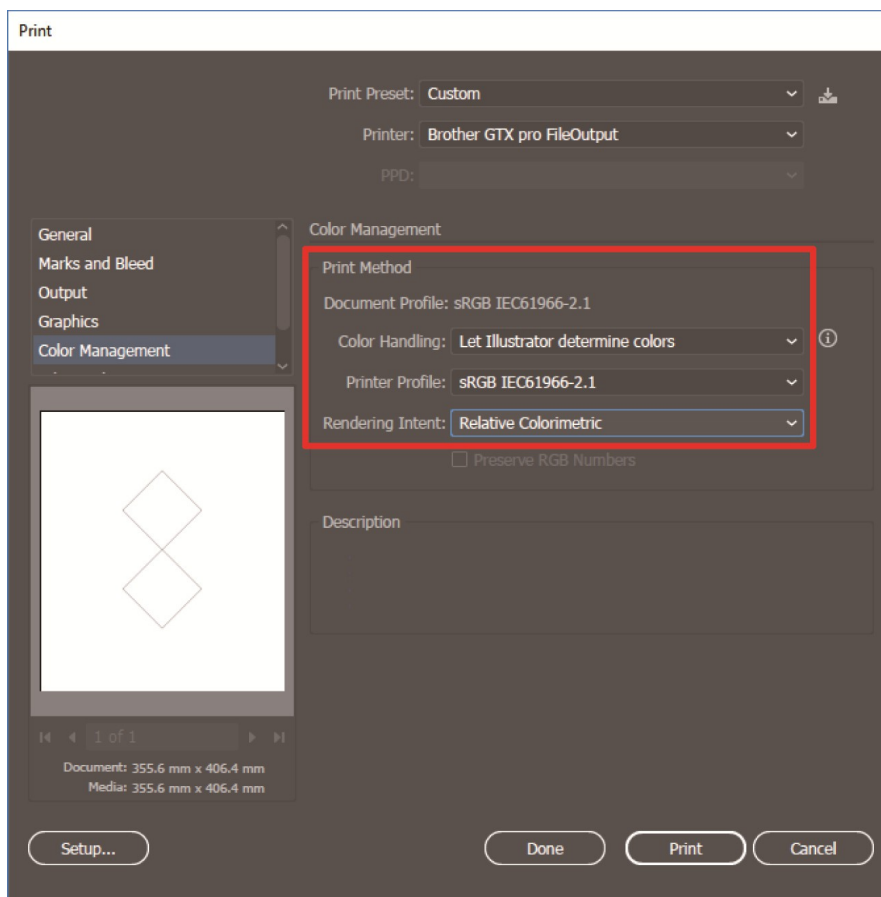 Print
Print Preset: Custom
Printer: Brother GTX pro FileOutput
PPD:
General
Marks and Bleed
Output
Graphics
Color Management
Color Management
Print Method
Document Profile: sRGB IEC61966-2.1
Color Handling: Let Illustrator determine colors
Printer Profile: sRGB IEC61966-2.1
Rendering Intent: Relative Colorimetric
Preserve RGB Numbers
Description
1 of 1
Document: 355.6 mm x 406.4 mm
Media: 355.6 mm x 406.4 mm
Setup...
Done
Print
Cancel